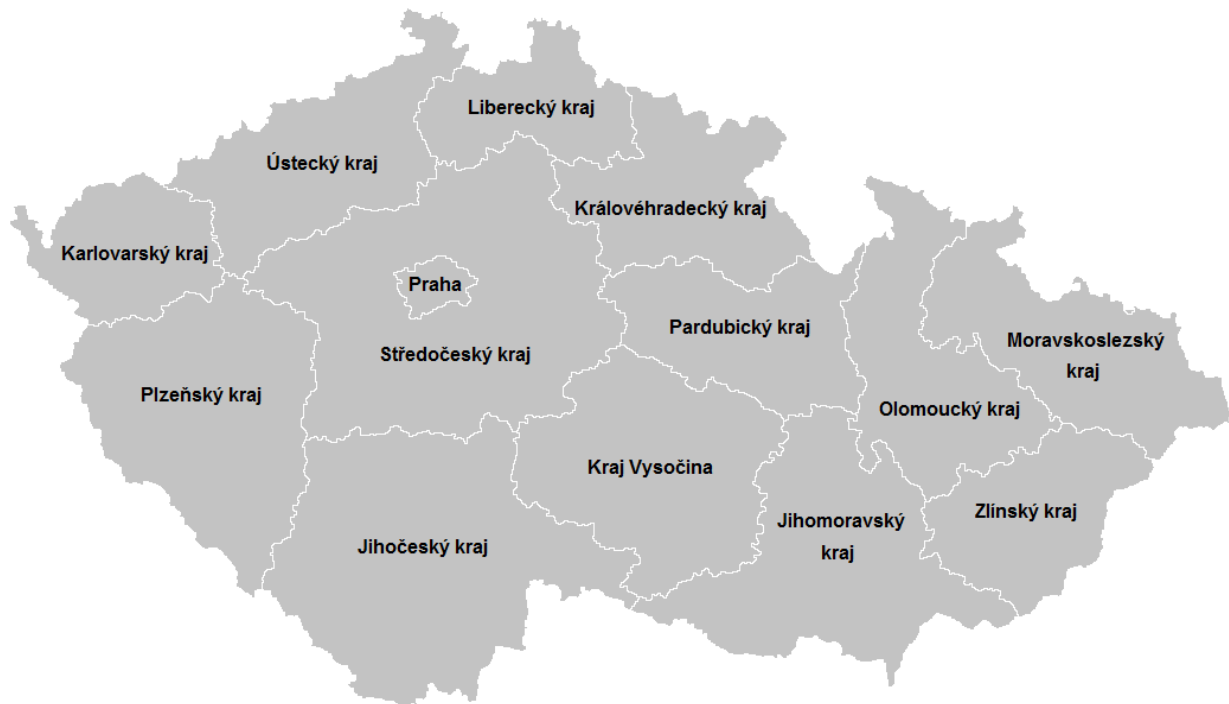 Liberecký kraj
Ústecký kraj
Královéhradecký kraj
Karlovarský kraj
Praha
Pardubický kraj
Středočeský kraj
Moravskoslezský
kraj
Plzeňský kraj
Olomoucký kraj
Kraj Vysočina
Zlínský kraj
Jihomoravský
kraj
Jihočeský kraj